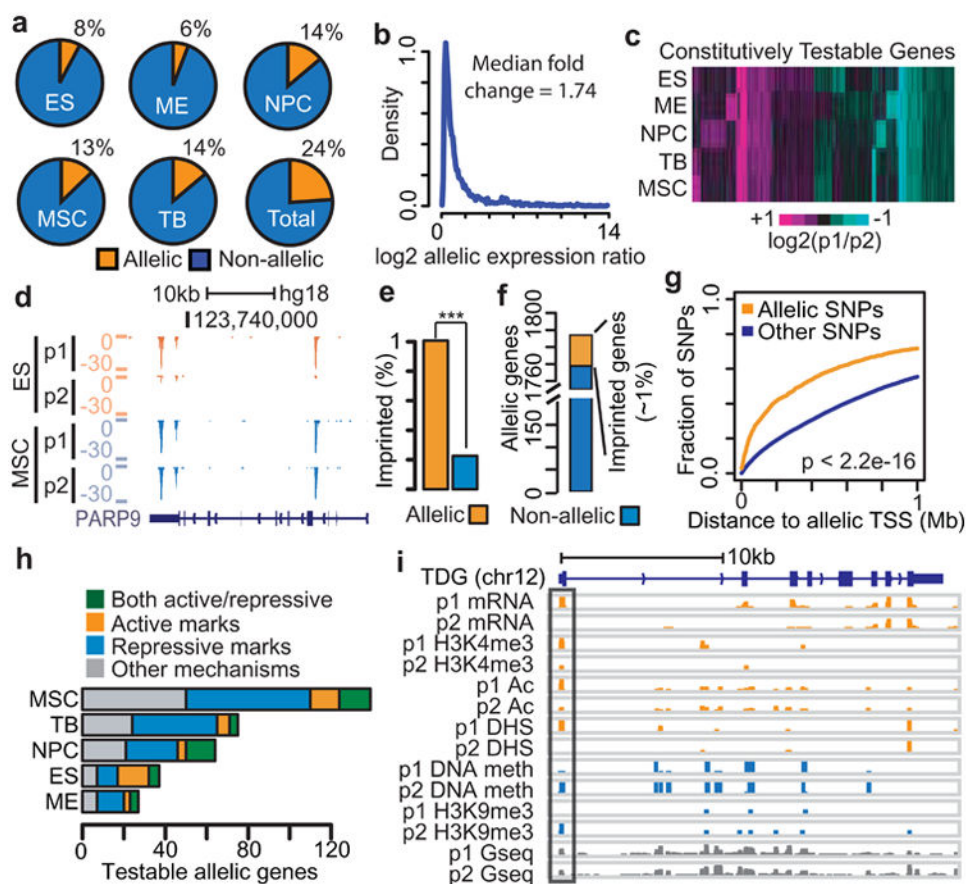 a
8%
ES
6%
ME
14%
NPC
13%
MSC
14%
TB
24%
Total
Allelic Non-allelic
b
Density
1.0
0.0
Median fold
change = 1.74
0 14
log2 allelic expression ratio
c
Constitutively Testable Genes
ES
ME
NPC
TB
MSC
+1 -1
log2(p1/p2)
d
10kb hg18
123,740,000
ES
p1
0
-30
p2
0
-30
MSC
p1
0
-30
p2
0
-30
PARP9
e
Imprinted (%)
1
0
***
f
Allelic genes
1800
1760
150
0
Imprinted genes
(~1%)
Allelic Non-allelic
g
Fraction of SNPs
1.0
0.0
Allelic SNPs
Other SNPs
p < 2.2e-16
0 1
Distance to allelic TSS (Mb)
h
Both active/repressive
Active marks
Repressive marks
Other mechanisms
MSC
TB
NPC
ES
ME
0 40 80 120
Testable allelic genes
i
10kb
TDG (chr12)
p1 mRNA
p2 mRNA
p1 H3K4me3
p2 H3K4me3
p1 Ac
p2 Ac
p1 DHS
p2 DHS
p1 DNA meth
p2 DNA meth
p1 H3K9me3
p2 H3K9me3
p1 Gseq
p2 Gseq